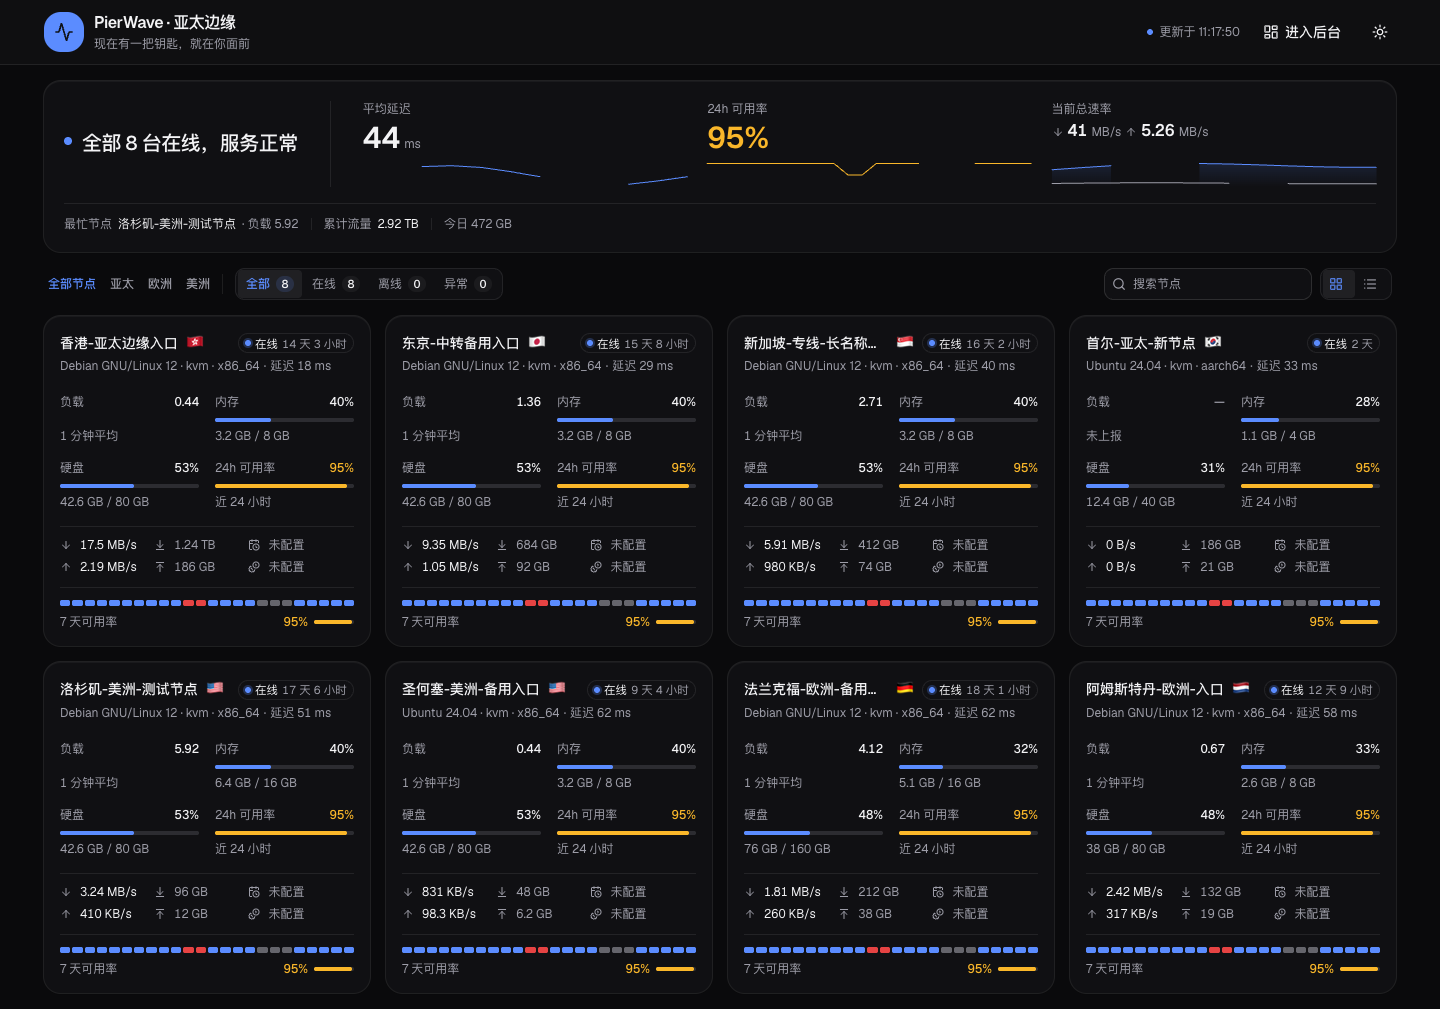 PierWave · 亚太边缘
现在有一把钥匙，就在你面前
更新于 11:17:50
进入后台
全部 8 台在线，服务正常
平均延迟
44 ms
24h 可用率
95%
当前总速率
↓ 41 MB/s ↑ 5.26 MB/s
最忙节点 洛杉矶-美洲-测试节点 · 负载 5.92
累计流量 2.92 TB
今日 472 GB
全部节点 亚太 欧洲 美洲
全部 8 在线 8 离线 0 异常 0
搜索节点
香港-亚太边缘入口
在线 14 天 3 小时
Debian GNU/Linux 12 · kvm · x86_64 · 延迟 18 ms
负载 0.44 内存 40%
1 分钟平均 3.2 GB / 8 GB
硬盘 53% 24h 可用率 95%
42.6 GB / 80 GB 近 24 小时
↓ 17.5 MB/s 1.24 TB 未配置
↑ 2.19 MB/s 186 GB 未配置
7 天可用率 95%
东京-中转备用入口
在线 15 天 8 小时
Debian GNU/Linux 12 · kvm · x86_64 · 延迟 29 ms
负载 1.36 内存 40%
1 分钟平均 3.2 GB / 8 GB
硬盘 53% 24h 可用率 95%
42.6 GB / 80 GB 近 24 小时
↓ 9.35 MB/s 684 GB 未配置
↑ 1.05 MB/s 92 GB 未配置
7 天可用率 95%
新加坡-专线-长名称…
在线 16 天 2 小时
Debian GNU/Linux 12 · kvm · x86_64 · 延迟 40 ms
负载 2.71 内存 40%
1 分钟平均 3.2 GB / 8 GB
硬盘 53% 24h 可用率 95%
42.6 GB / 80 GB 近 24 小时
↓ 5.91 MB/s 412 GB 未配置
↑ 980 KB/s 74 GB 未配置
7 天可用率 95%
首尔-亚太-新节点
在线 2 天
Ubuntu 24.04 · kvm · aarch64 · 延迟 33 ms
负载 — 内存 28%
未上报 1.1 GB / 4 GB
硬盘 31% 24h 可用率 95%
12.4 GB / 40 GB 近 24 小时
↓ 0 B/s 186 GB 未配置
↑ 0 B/s 21 GB 未配置
7 天可用率 95%
洛杉矶-美洲-测试节点
在线 17 天 6 小时
Debian GNU/Linux 12 · kvm · x86_64 · 延迟 51 ms
负载 5.92 内存 40%
1 分钟平均 6.4 GB / 16 GB
硬盘 53% 24h 可用率 95%
42.6 GB / 80 GB 近 24 小时
↓ 3.24 MB/s 96 GB 未配置
↑ 410 KB/s 12 GB 未配置
7 天可用率 95%
圣何塞-美洲-备用入口
在线 9 天 4 小时
Ubuntu 24.04 · kvm · x86_64 · 延迟 62 ms
负载 0.44 内存 40%
1 分钟平均 3.2 GB / 8 GB
硬盘 53% 24h 可用率 95%
42.6 GB / 80 GB 近 24 小时
↓ 831 KB/s 48 GB 未配置
↑ 98.3 KB/s 6.2 GB 未配置
7 天可用率 95%
法兰克福-欧洲-备用…
在线 18 天 1 小时
Debian GNU/Linux 12 · kvm · x86_64 · 延迟 62 ms
负载 4.12 内存 32%
1 分钟平均 5.1 GB / 16 GB
硬盘 48% 24h 可用率 95%
76 GB / 160 GB 近 24 小时
↓ 1.81 MB/s 212 GB 未配置
↑ 260 KB/s 38 GB 未配置
7 天可用率 95%
阿姆斯特丹-欧洲-入口
在线 12 天 9 小时
Debian GNU/Linux 12 · kvm · x86_64 · 延迟 58 ms
负载 0.67 内存 33%
1 分钟平均 2.6 GB / 8 GB
硬盘 48% 24h 可用率 95%
38 GB / 80 GB 近 24 小时
↓ 2.42 MB/s 132 GB 未配置
↑ 317 KB/s 19 GB 未配置
7 天可用率 95%